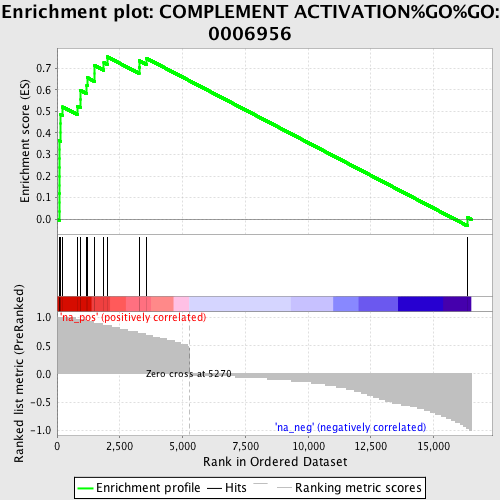 Enrichment plot: COMPLEMENT ACTIVATION%GO%GO:
0006956
Enrichment score (ES)
0.7
0.6
0.5
0.4
0.3
0.2
0.1
0.0
Ranked list metric (PreRanked)
1.0
0.5
0.0
-0.5
-1.0
'na_pos' (positively correlated)
Zero cross at 5270
'na_neg' (negatively correlated)
0
2,500
5,000
7,500
10,000
12,500
15,000
Rank in Ordered Dataset
Enrichment profile
Hits
Ranking metric scores